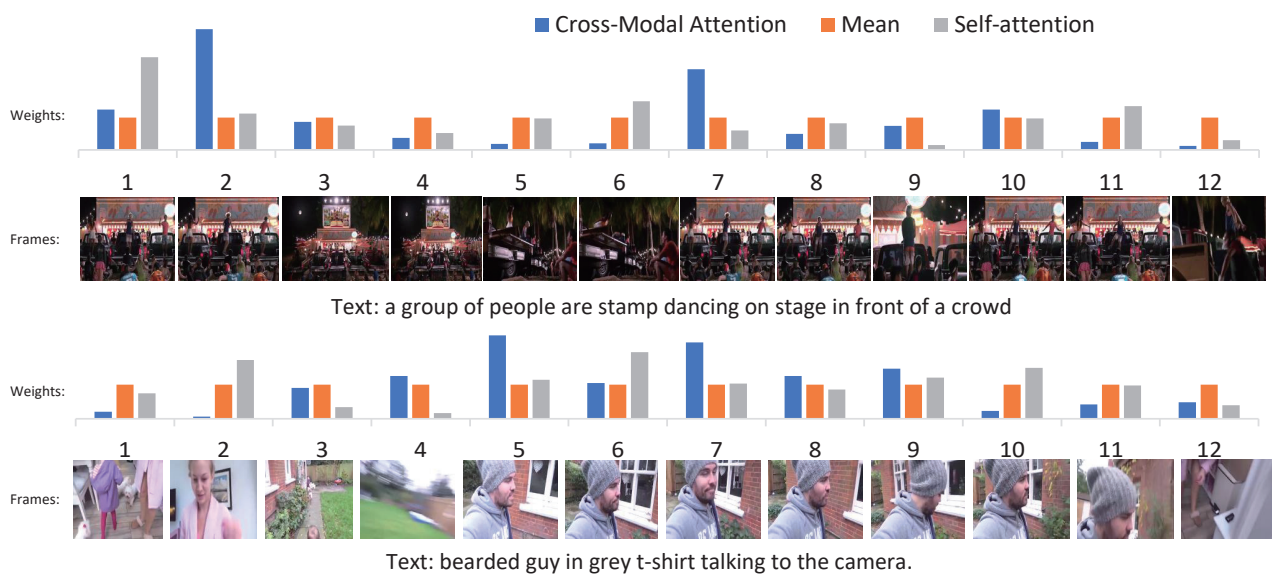 Cross-Modal Attention Mean Self-attention
Weights:
1 2 3 4 5 6 7 8 9 10 11 12
Frames:
Text: a group of people are stamp dancing on stage in front of a crowd
Weights:
1 2 3 4 5 6 7 8 9 10 11 12
Frames:
Text: bearded guy in grey t-shirt talking to the camera.